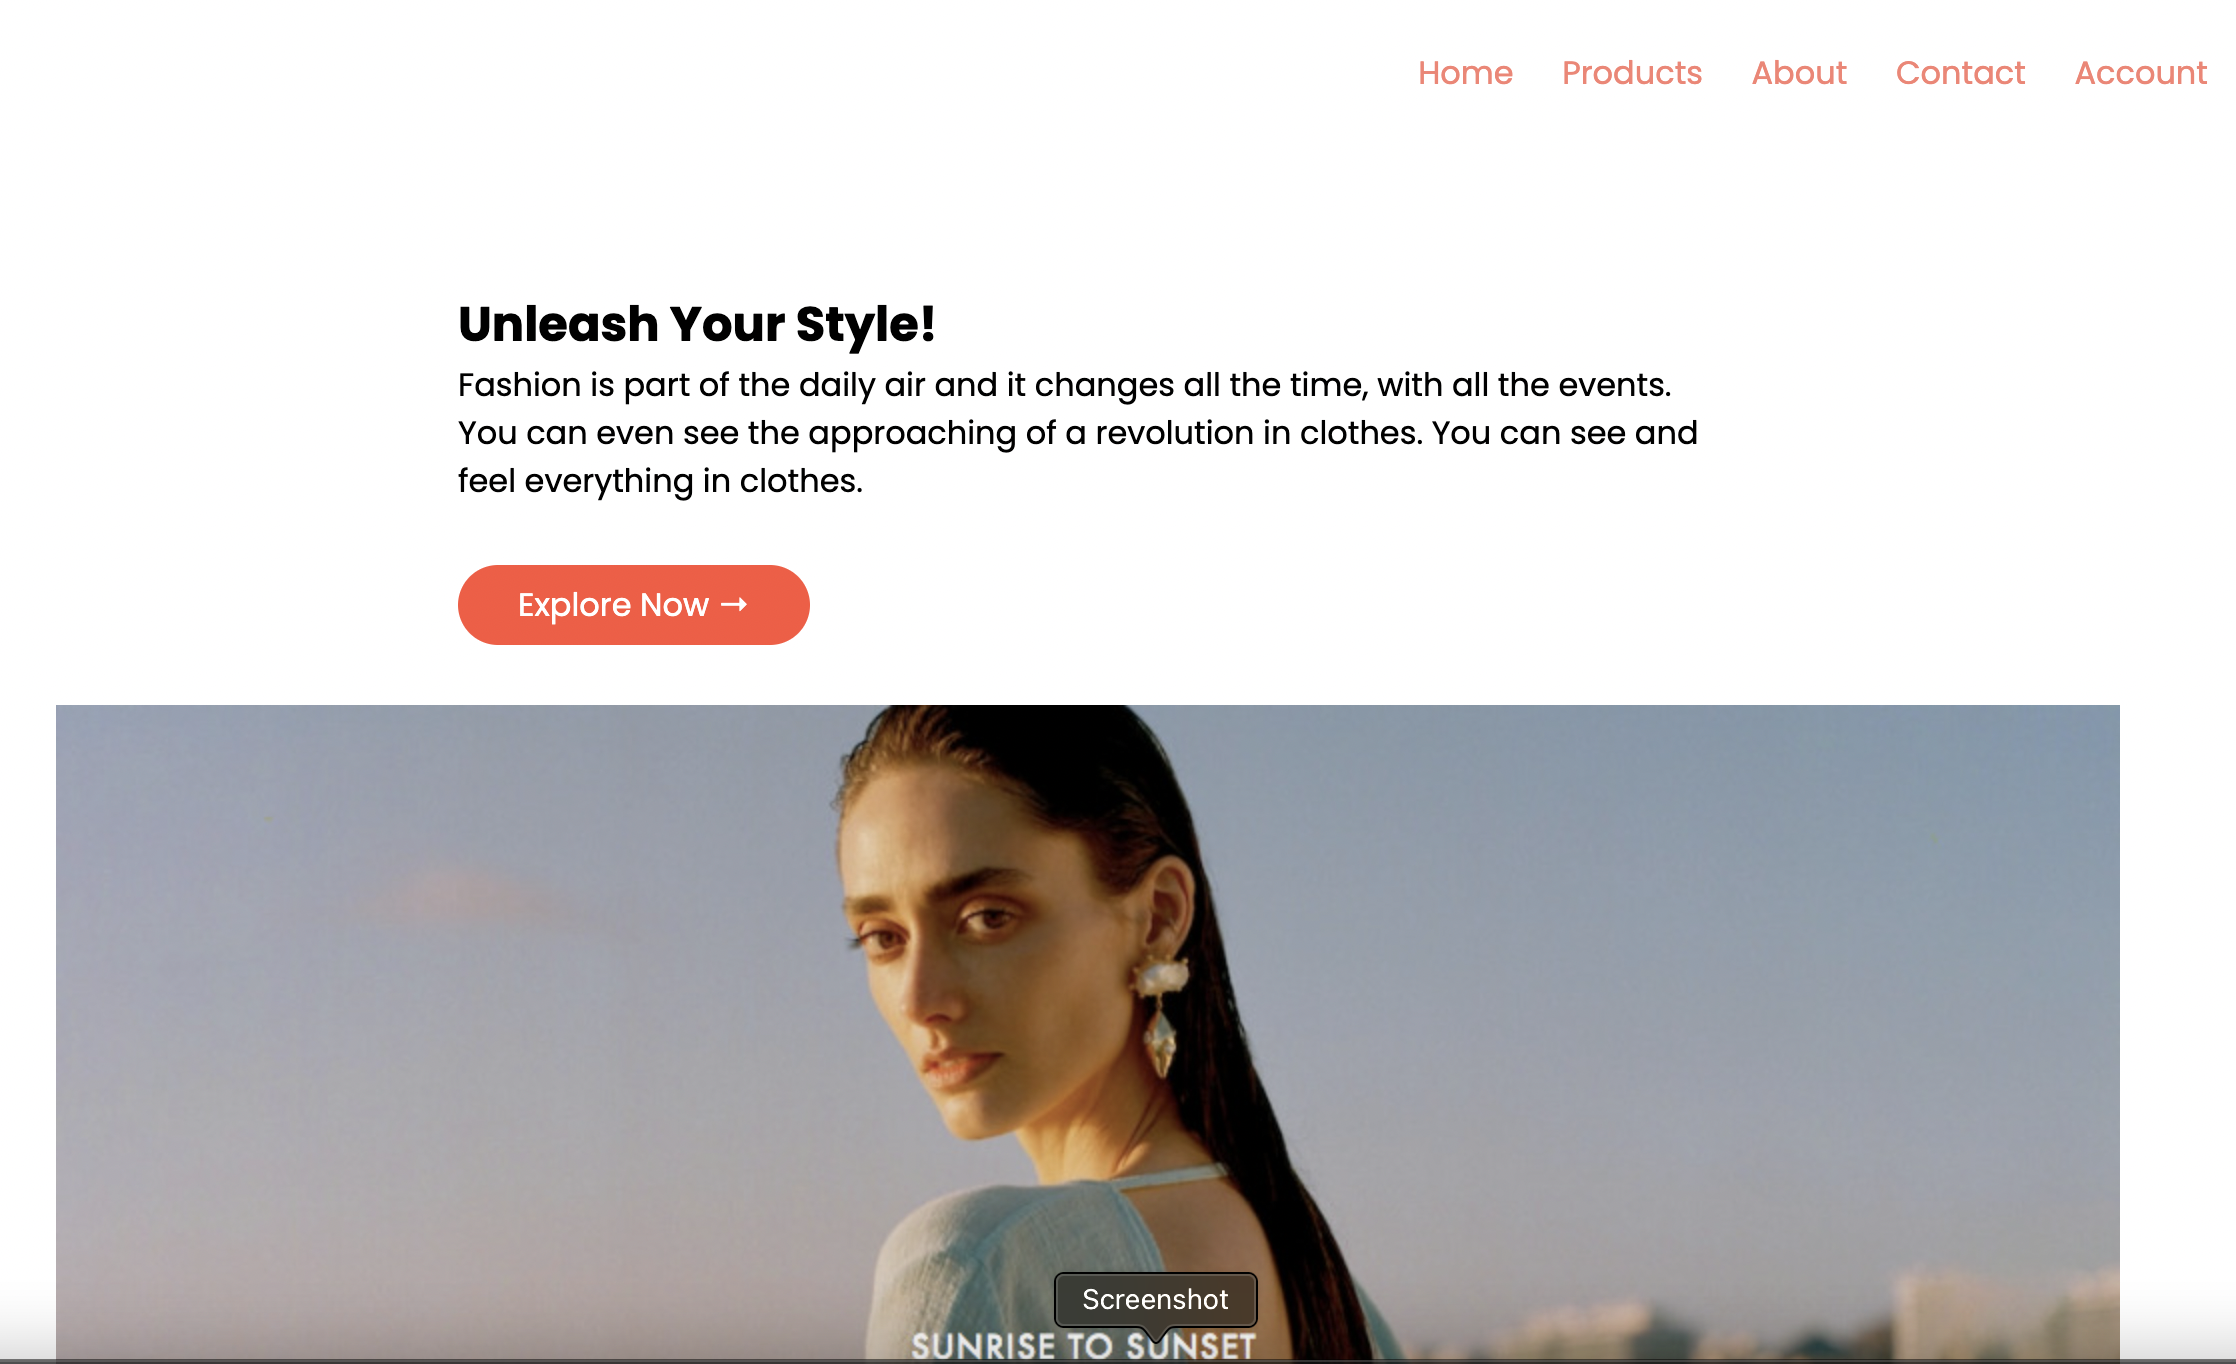 Home Products About Contact Account
Unleash Your Style!
Fashion is part of the daily air and it changes all the time, with all the events.
You can even see the approaching of a revolution in clothes. You can see and
feel everything in clothes.
Explore Now →
Screenshot
SUNRISE TO SUNSET